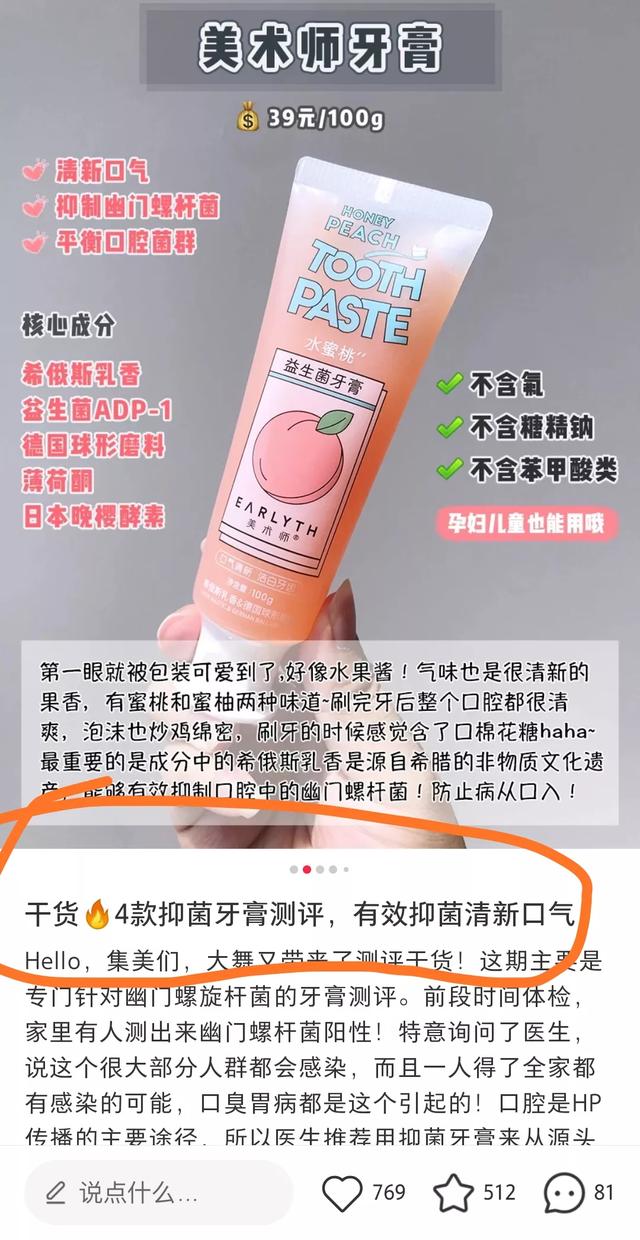 美术师牙膏
39元/100g
清新口气
抑制幽门螺杆菌
平衡口腔菌群
核心成分
希俄斯乳香
益生菌ADP-1
德国球形磨料
薄荷酮
日本晚樱酵素
HONEY
PEACH
TOOTH
PASTE
水蜜桃
益生菌牙膏
EARLYTH
美术师®
口气清新 洁白牙齿
净含量:100g
不含氟
不含糖精钠
不含苯甲酸类
孕妇儿童也能用哦
第一眼就被包装可爱到了,好像水果酱！气味也是很清新的
果香，有蜜桃和蜜柚两种味道~刷完牙后整个口腔都很清
爽，泡沫也炒鸡绵密，刷牙的时候感觉含了口棉花糖haha~
最重要的是成分中的希俄斯乳香是源自希腊的非物质文化遗
产，能够有效抑制口腔中的幽门螺杆菌！防止病从口入！
干货🔥4款抑菌牙膏测评，有效抑菌清新口气
Hello，集美们，大舞又带来了测评干货！这期主要是
专门针对幽门螺旋杆菌的牙膏测评。前段时间体检，
家里有人测出来幽门螺杆菌阳性！特意询问了医生，
说这个很大部分人群都会感染，而且一人得了全家都
有感染的可能，口臭胃病都是这个引起的！口腔是HP
传播的主要途径，所以医生推荐用抑菌牙膏来从源头
说点什么...
769
512
81